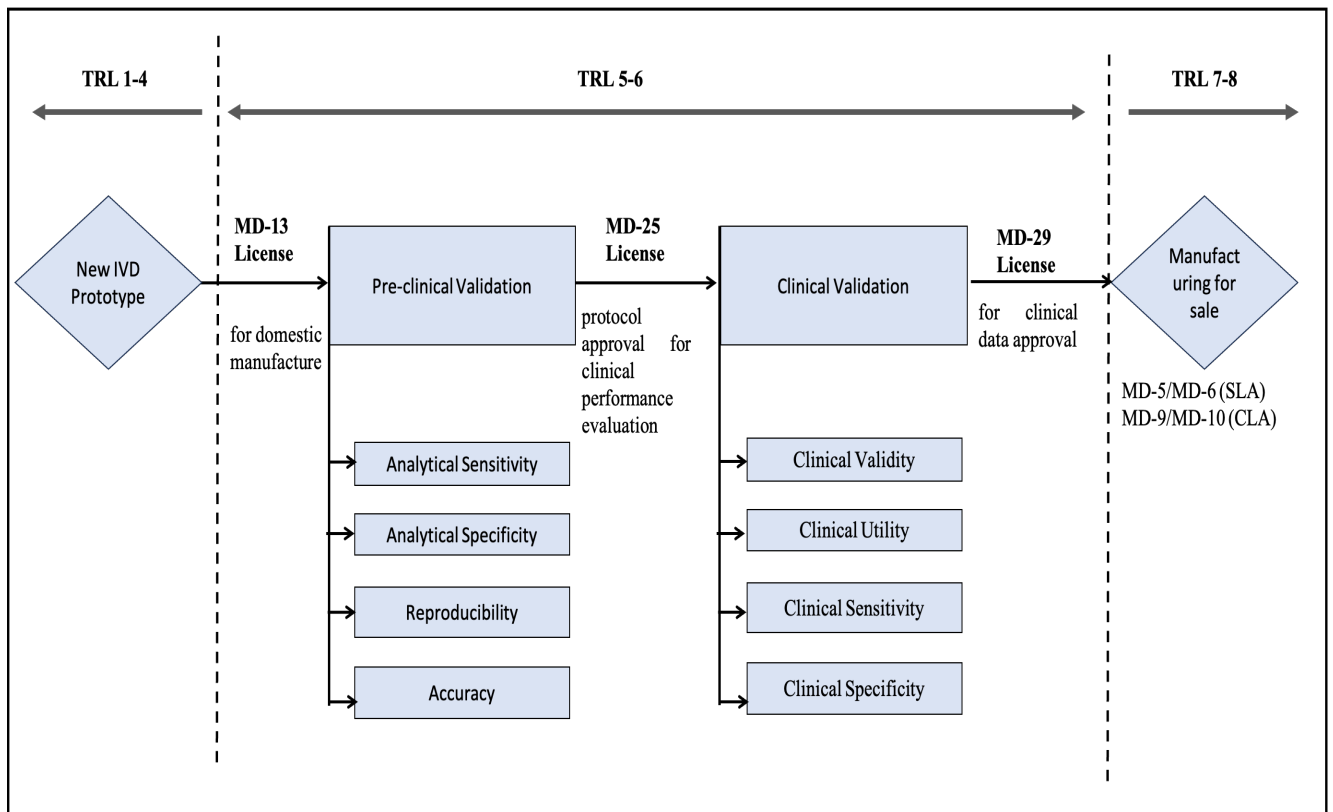 TRL 1-4
TRL 5-6
TRL 7-8
New IVD
Prototype
MD-13
License
for domestic
manufacture
Pre-clinical Validation
Analytical Sensitivity
Analytical Specificity
Reproducibility
Accuracy
MD-25
License
protocol
approval for
clinical
performance
evaluation
Clinical Validation
Clinical Validity
Clinical Utility
Clinical Sensitivity
Clinical Specificity
MD-29
License
for clinical
data approval
Manufact
uring for
sale
MD-5/MD-6 (SLA)
MD-9/MD-10 (CLA)